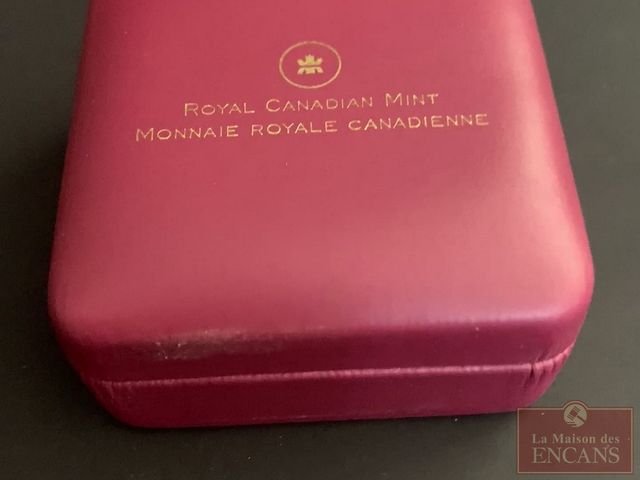 ROYAL CANADIAN MINT
MONNAIE ROYALE CANADIENNE
La Maison des
ENCANS